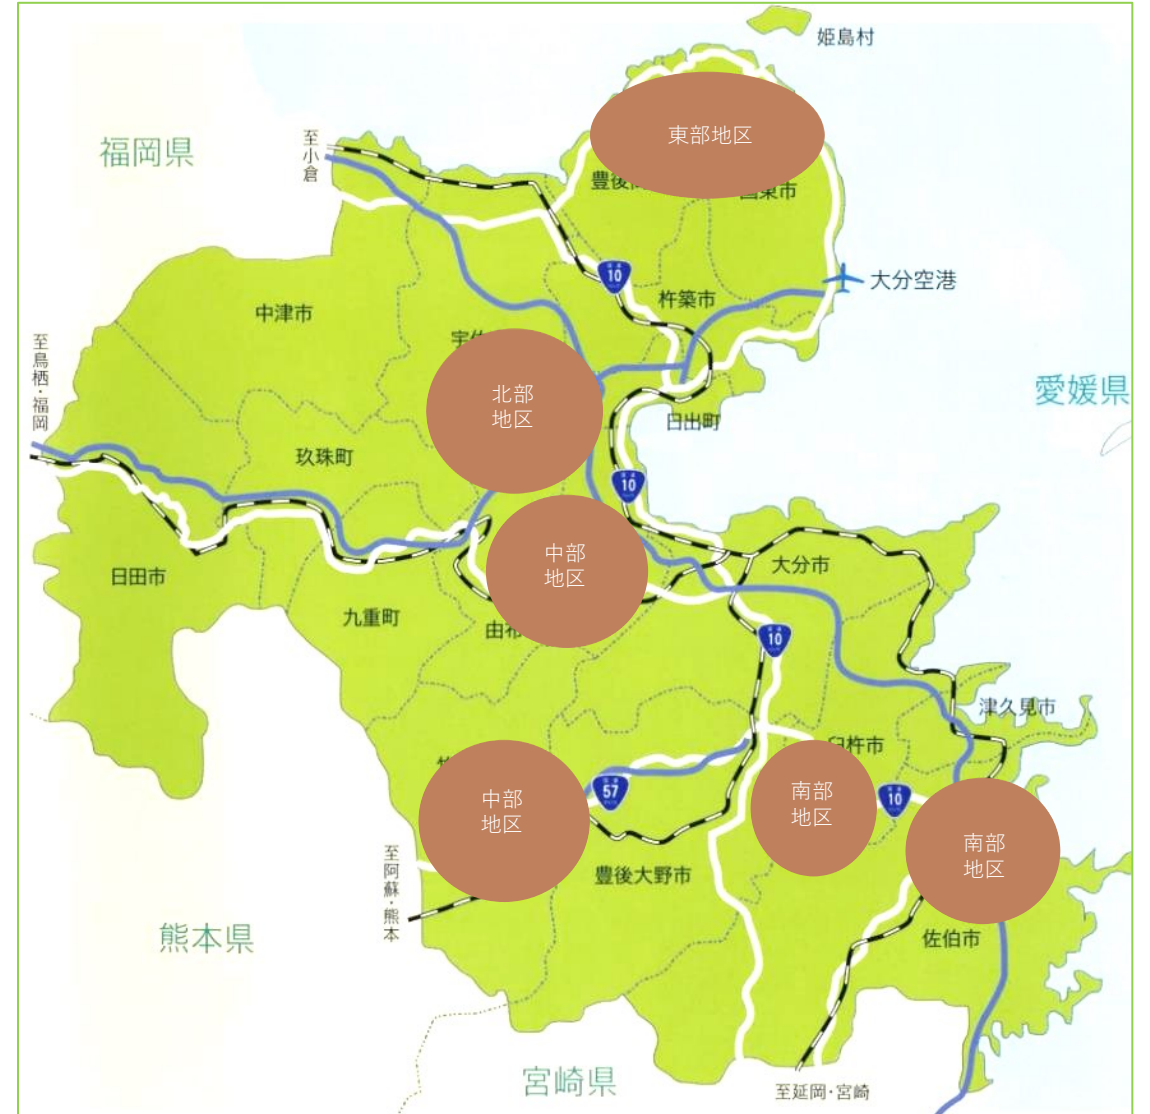 姫島村
東部地区
福岡県
至小倉
豊後
国東市
大分空港
10
杵築市
中津市
宇佐
至鳥栖・福岡
愛媛県
北部
地区
日出町
玖珠町
10
中部
地区
大分市
日田市
九重町
由布
10
津久見市
臼杵市
中部
地区
57
南部
地区
10
南部
地区
至阿蘇・熊本
豊後大野市
熊本県
佐伯市
宮崎県
至延岡・宮崎